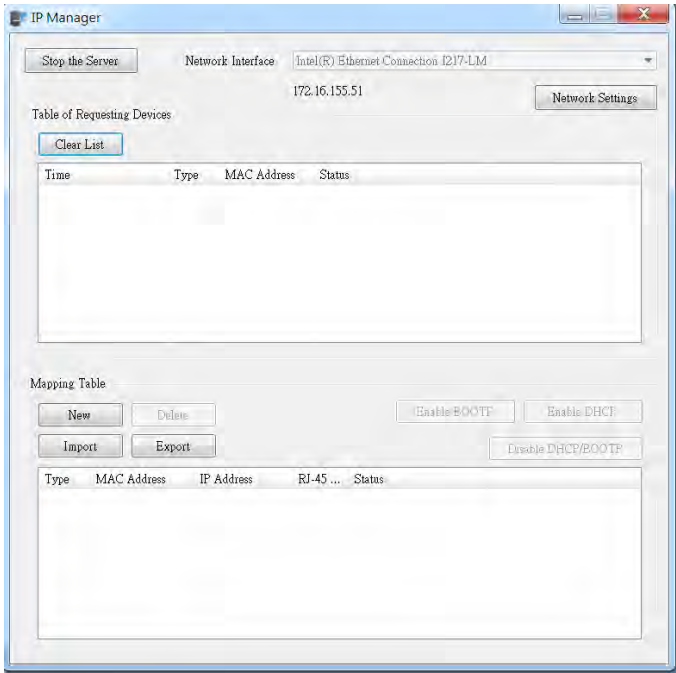 IP Manager
Stop the Server
Network Interface
Intel(R) Ethernet Connection I217-LM
172.16.155.51
Network Settings
Table of Requesting Devices
Clear List
Time Type MAC Address Status
Mapping Table
New
Delete
Enable BOOTP
Enable DHCP
Import
Export
Disable DHCP/BOOTP
Type MAC Address IP Address RJ-45 ... Status